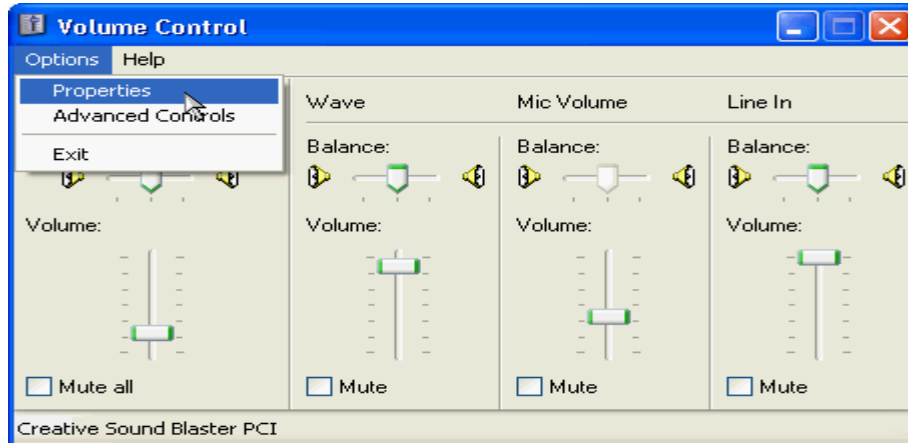 Volume Control
Options Help
Properties
Advanced Controls
Exit
Wave Mic Volume Line In
Balance: Balance: Balance:
Volume: Volume: Volume: Volume:
Mute all Mute Mute Mute
Creative Sound Blaster PCI